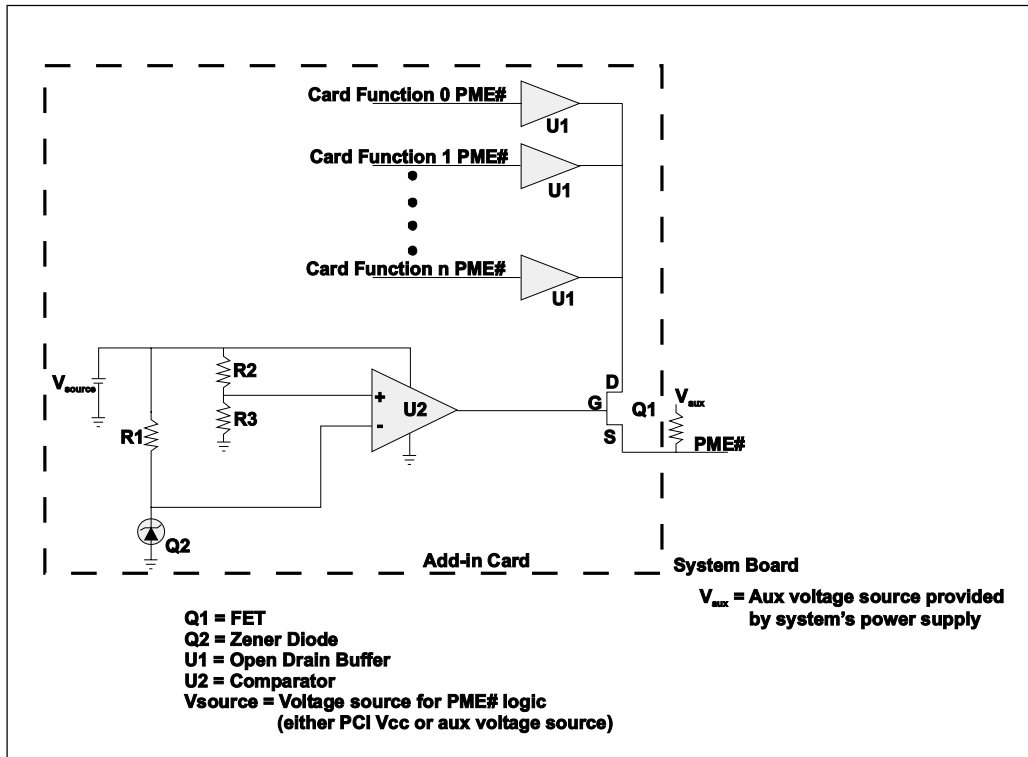 Card Function 0 PME#
U1
Card Function 1 PME#
U1
Card Function n PME#
U1
V source
R1
R2
R3
+
-
U2
Q2
D
G
S
Q1
V aux
PME#
Add-in Card
System Board
V aux = Aux voltage source provided
by system's power supply
Q1 = FET
Q2 = Zener Diode
U1 = Open Drain Buffer
U2 = Comparator
Vsource = Voltage source for PME# logic
(either PCI Vcc or aux voltage source)